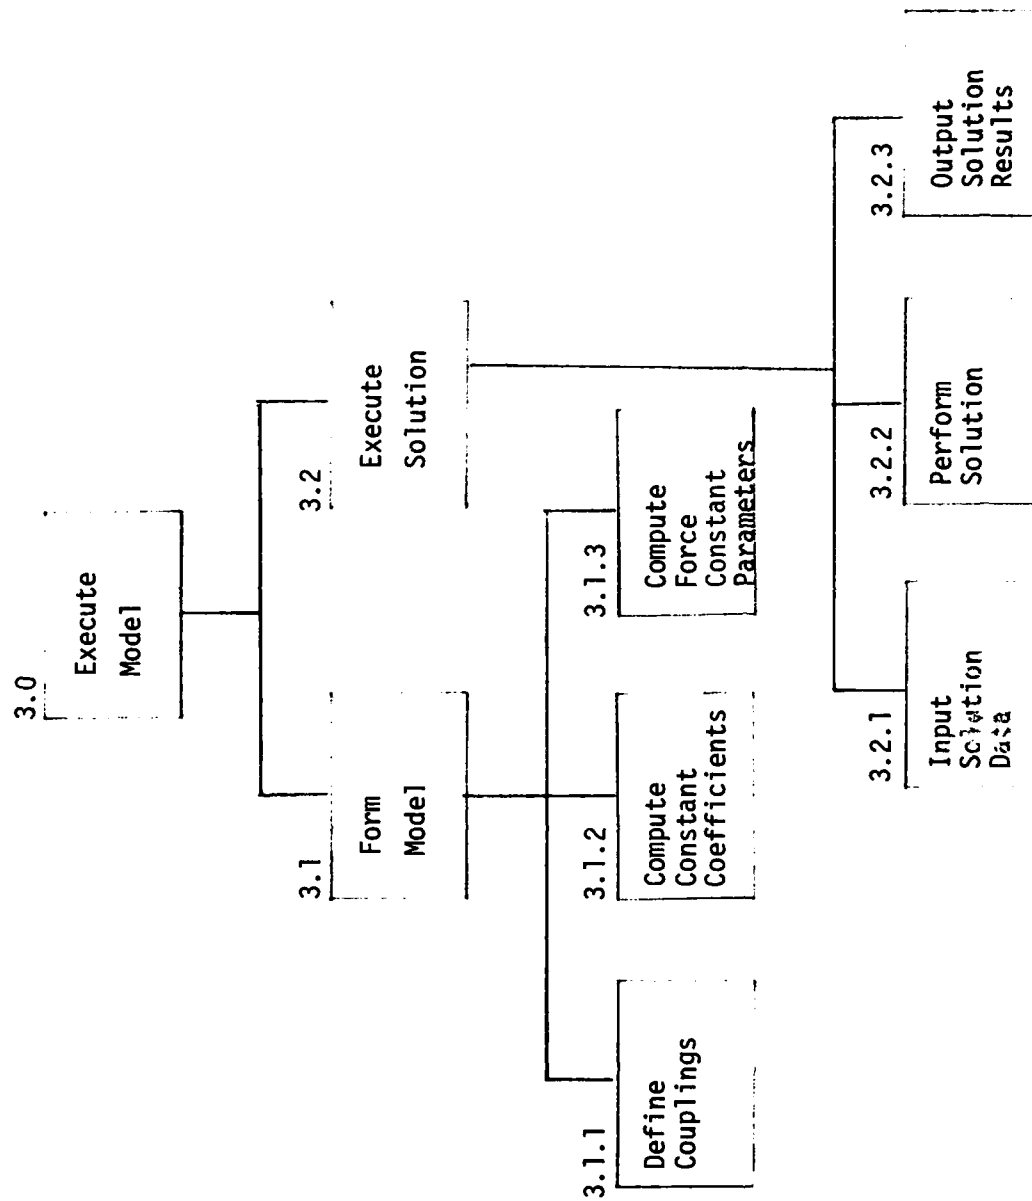 3.0
Execute
Model
3.1
Form
Model
3.2
Execute
Solution
3.1.1
Define
Couplings
3.1.2
Compute
Constant
Coefficients
3.1.3
Compute
Force
Constant
Parameters
3.2.1
Input
Solution
Data
3.2.2
Perform
Solution
3.2.3
Output
Solution
Results